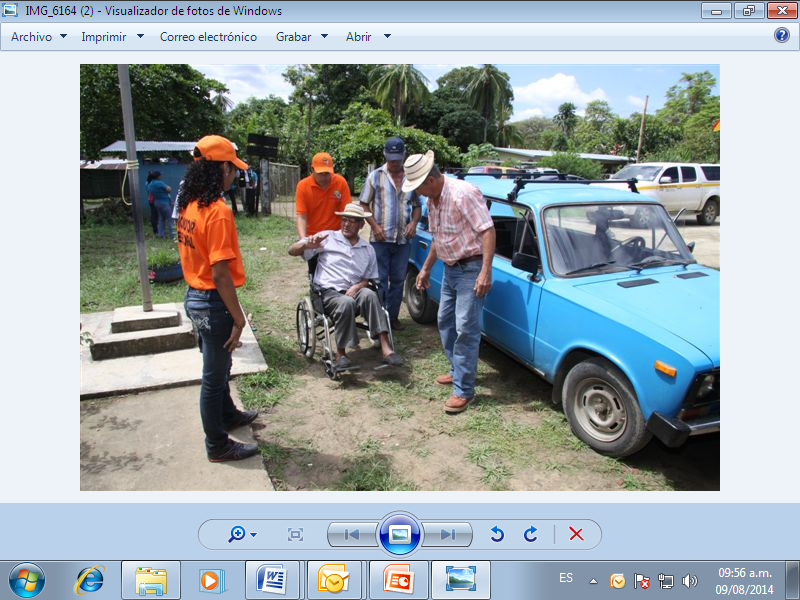 IMG_6164 (2) - Visualizador de fotos de Windows
Archivo Imprimir Correo electrónico Grabar Abrir
ES
09:56 a.m.
09/08/2014